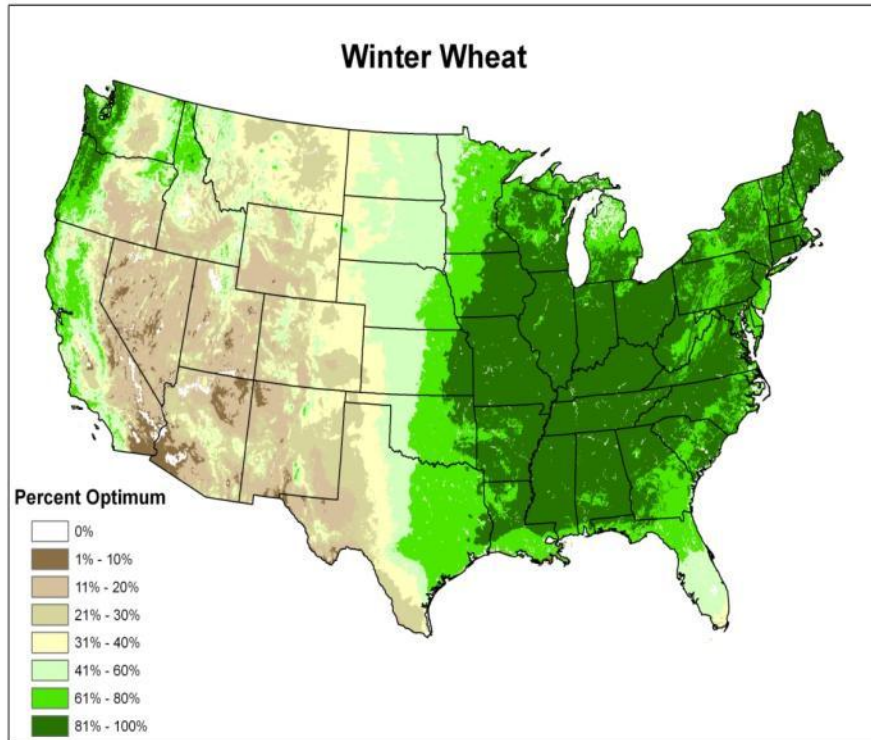 Winter Wheat
Percent Optimum
0%
1% - 10%
11% - 20%
21% - 30%
31% - 40%
41% - 60%
61% - 80%
81% - 100%